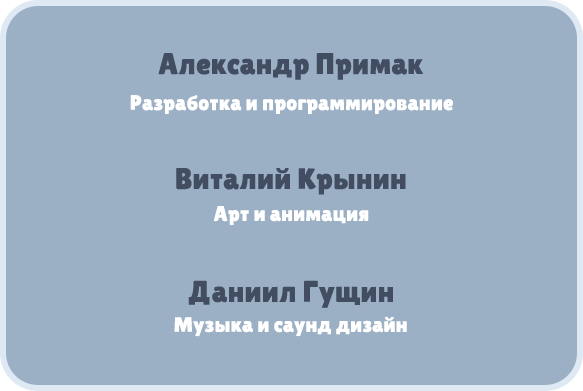 Александр Примак
Разработка и программирование
Виталий Крынин
Арт и анимация
Даниил Гущин
Музыка и саунд дизайн